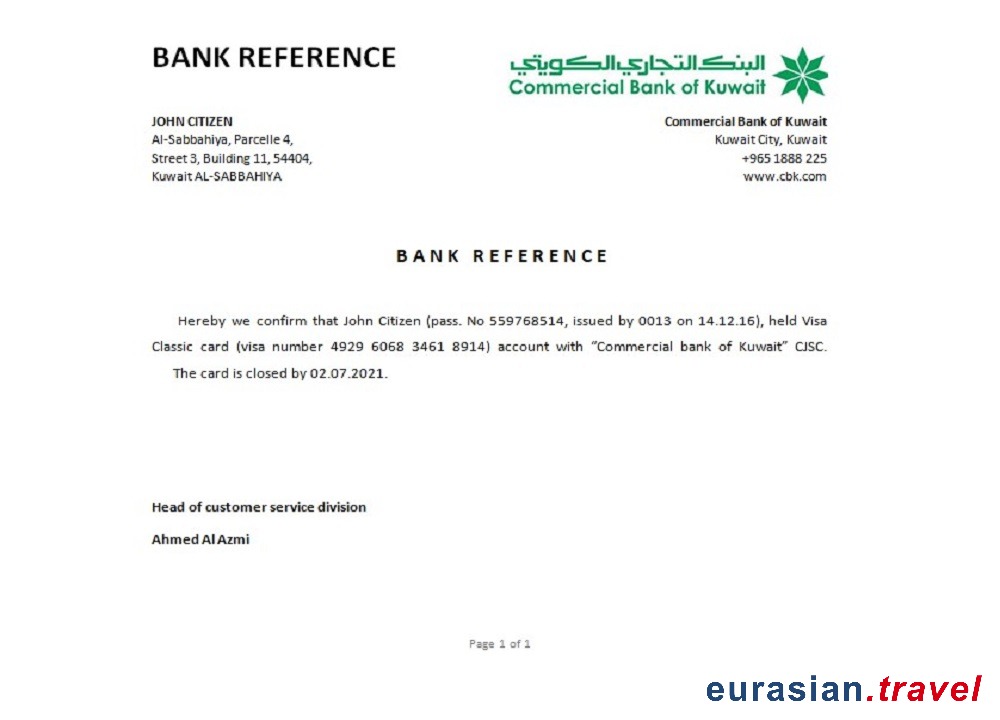 BANK REFERENCE
البنك التجاري الكويتي
Commercial Bank of Kuwait
JOHN CITIZEN
Al-Sabbahiya, Parcelle 4,
Street 3, Building 11, 54404,
Kuwait AL-SABBAHIYA
Commercial Bank of Kuwait
Kuwait City, Kuwait
+965 1888 225
www.cbk.com
BANK REFERENCE
Hereby we confirm that John Citizen (pass. No 559768514, issued by 0013 on 14.12.16), held Visa
Classic card (visa number 4929 6068 3461 8914) account with “Commercial bank of Kuwait” CJSC.
The card is closed by 02.07.2021.
Head of customer service division
Ahmed Al Azmi
Page 1 of 1
eurasian.travel